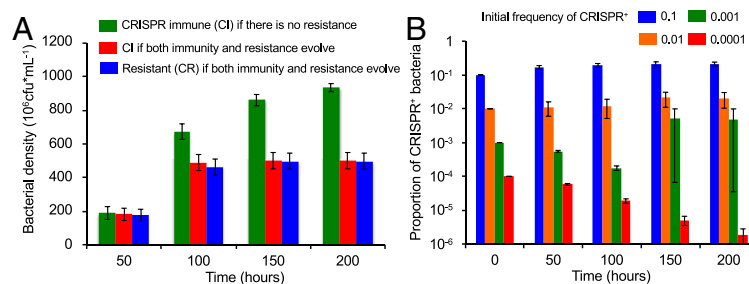 A
CRISPR immune (CI) if there is no resistance
CI if both immunity and resistance evolve
Resistant (CR) if both immunity and resistance evolve
Bacterial density (10⁶cfu*mL⁻¹)
1200
1000
800
600
400
200
0
50 100 150 200
Time (hours)
B
Initial frequency of CRISPR⁺
0.1 0.001
0.01 0.0001
Proportion of CRISPR⁺ bacteria
1
10⁻¹
10⁻²
10⁻³
10⁻⁴
10⁻⁵
10⁻⁶
0 50 100 150 200
Time (hours)